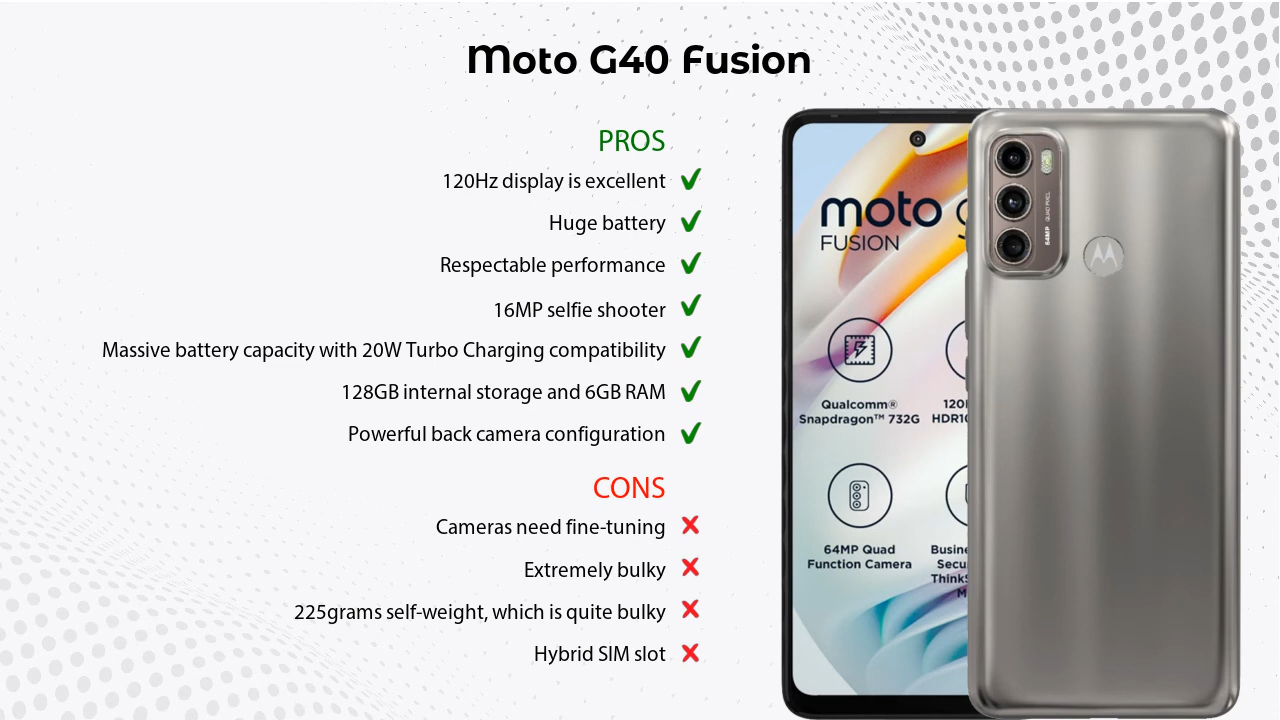 Moto G40 Fusion
PROS
120Hz display is excellent
Huge battery
Respectable performance
16MP selfie shooter
Massive battery capacity with 20W Turbo Charging compatibility
128GB internal storage and 6GB RAM
Powerful back camera configuration
CONS
Cameras need fine-tuning
Extremely bulky
225grams self-weight, which is quite bulky
Hybrid SIM slot
moto g
FUSION
Qualcomm®
Snapdragon™ 732G
64MP Quad
Function Camera
64MP QUAD PIXEL